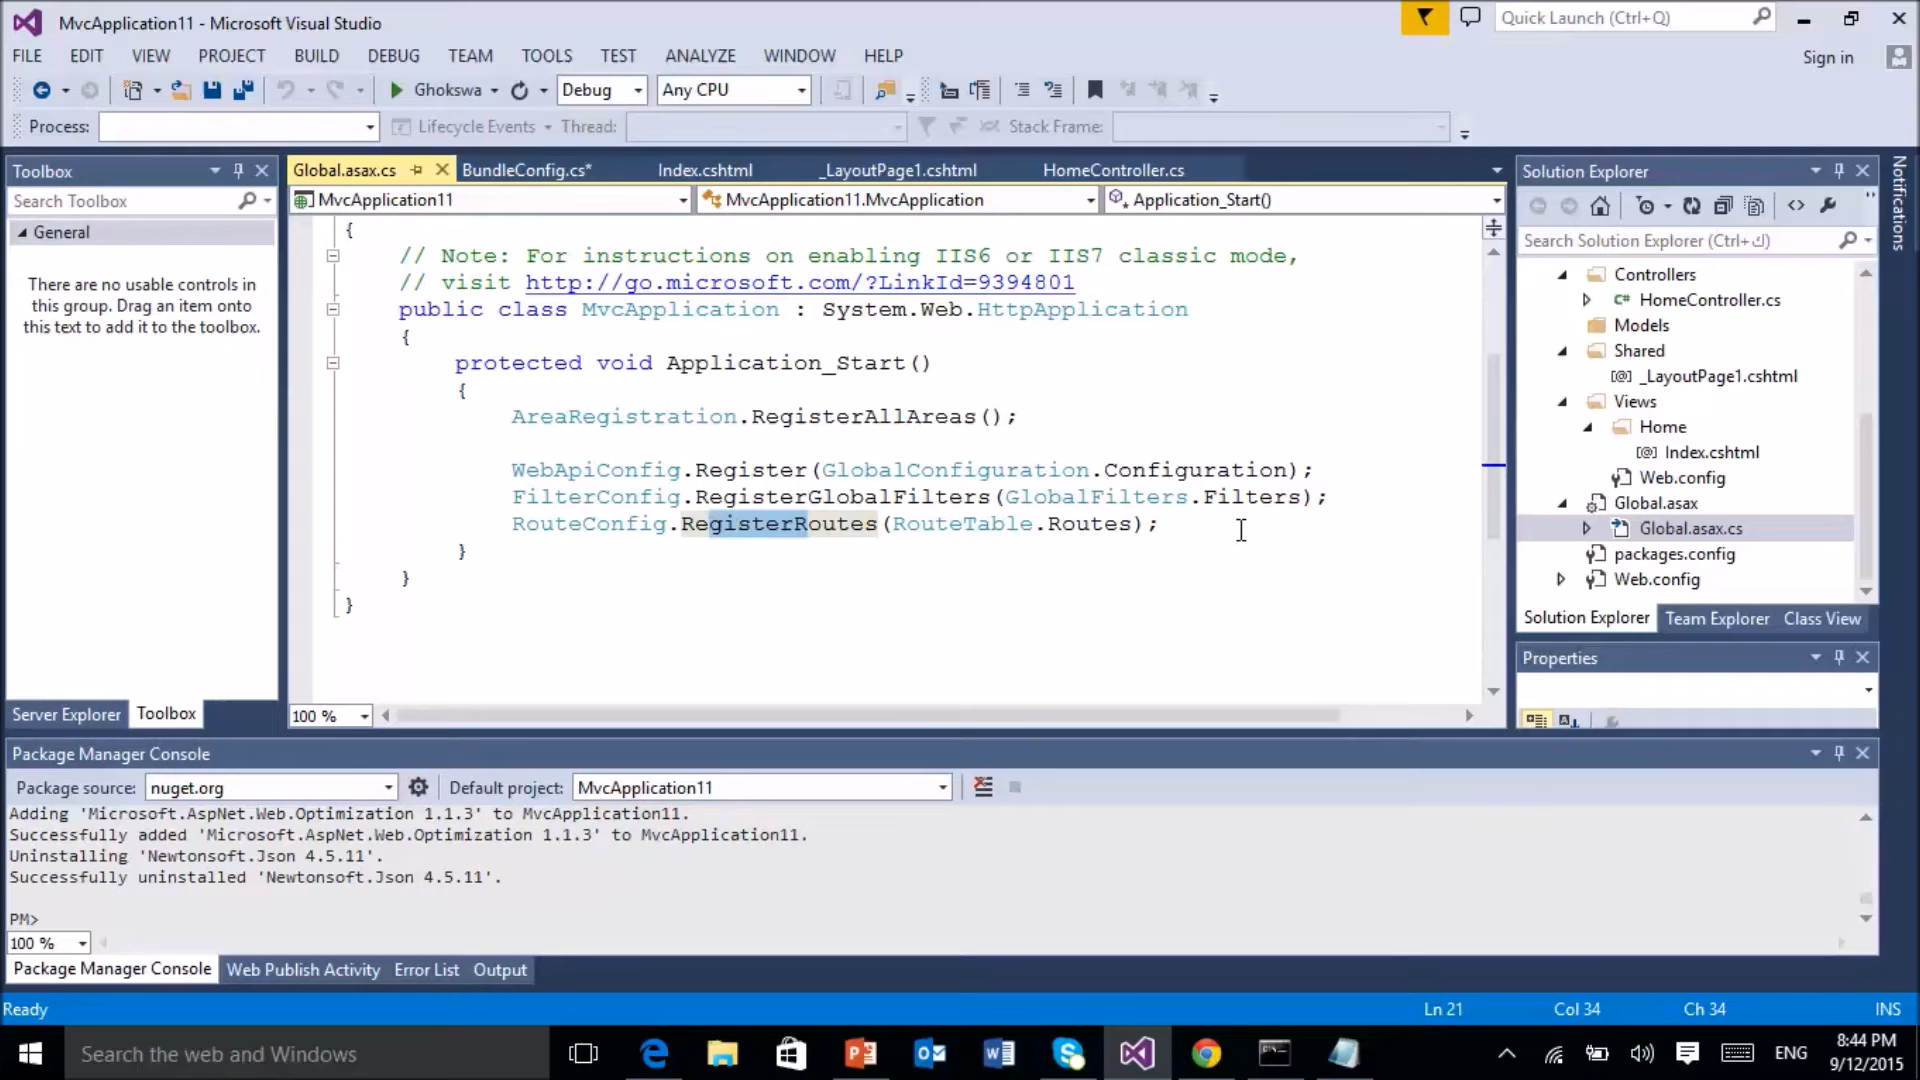 MvcApplication11 - Microsoft Visual Studio
Quick Launch (Ctrl+Q)
FILE EDIT VIEW PROJECT BUILD DEBUG TEAM TOOLS TEST ANALYZE WINDOW HELP
Sign in
Ghokswa Debug Any CPU
Process: Lifecycle Events Thread: Stack Frame:
Toolbox
Search Toolbox
General
There are no usable controls in
this group. Drag an item onto
this text to add it to the toolbox.
Server Explorer Toolbox
Global.asax.cs BundleConfig.cs* Index.cshtml _LayoutPage1.cshtml HomeController.cs
MvcApplication11 MvcApplication11.MvcApplication Application_Start()
{
// Note: For instructions on enabling IIS6 or IIS7 classic mode,
// visit http://go.microsoft.com/?LinkId=9394801
public class MvcApplication : System.Web.HttpApplication
{
protected void Application_Start()
{
AreaRegistration.RegisterAllAreas();
WebApiConfig.Register(GlobalConfiguration.Configuration);
FilterConfig.RegisterGlobalFilters(GlobalFilters.Filters);
RouteConfig.RegisterRoutes(RouteTable.Routes);
}
}
}
100 %
Solution Explorer
Search Solution Explorer (Ctrl+ك)
Controllers
C# HomeController.cs
Models
Shared
[@] _LayoutPage1.cshtml
Views
Home
[@] Index.cshtml
Web.config
Global.asax
Global.asax.cs
packages.config
Web.config
Solution Explorer Team Explorer Class View
Properties
Notifications
Package Manager Console
Package source: nuget.org Default project: MvcApplication11
Adding 'Microsoft.AspNet.Web.Optimization 1.1.3' to MvcApplication11.
Successfully added 'Microsoft.AspNet.Web.Optimization 1.1.3' to MvcApplication11.
Uninstalling 'Newtonsoft.Json 4.5.11'.
Successfully uninstalled 'Newtonsoft.Json 4.5.11'.
PM>
100 %
Package Manager Console Web Publish Activity Error List Output
Ready Ln 21 Col 34 Ch 34 INS
Search the web and Windows
ENG
8:44 PM
9/12/2015